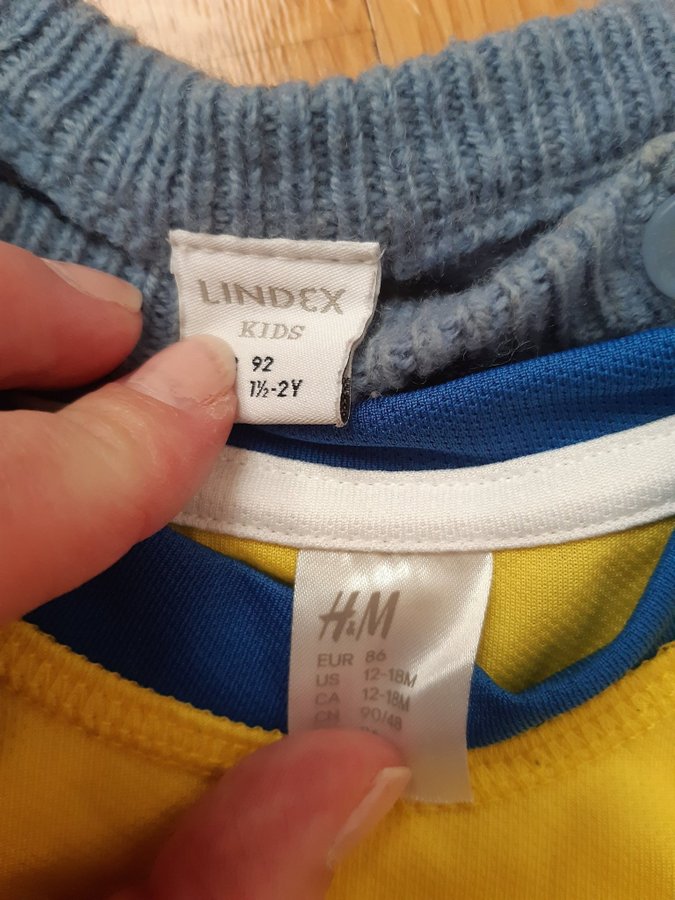 LINDEX
KIDS
92
1½-2Y
H&M
EUR 86
US 12-18M
CA 12-18M
CN 90/48